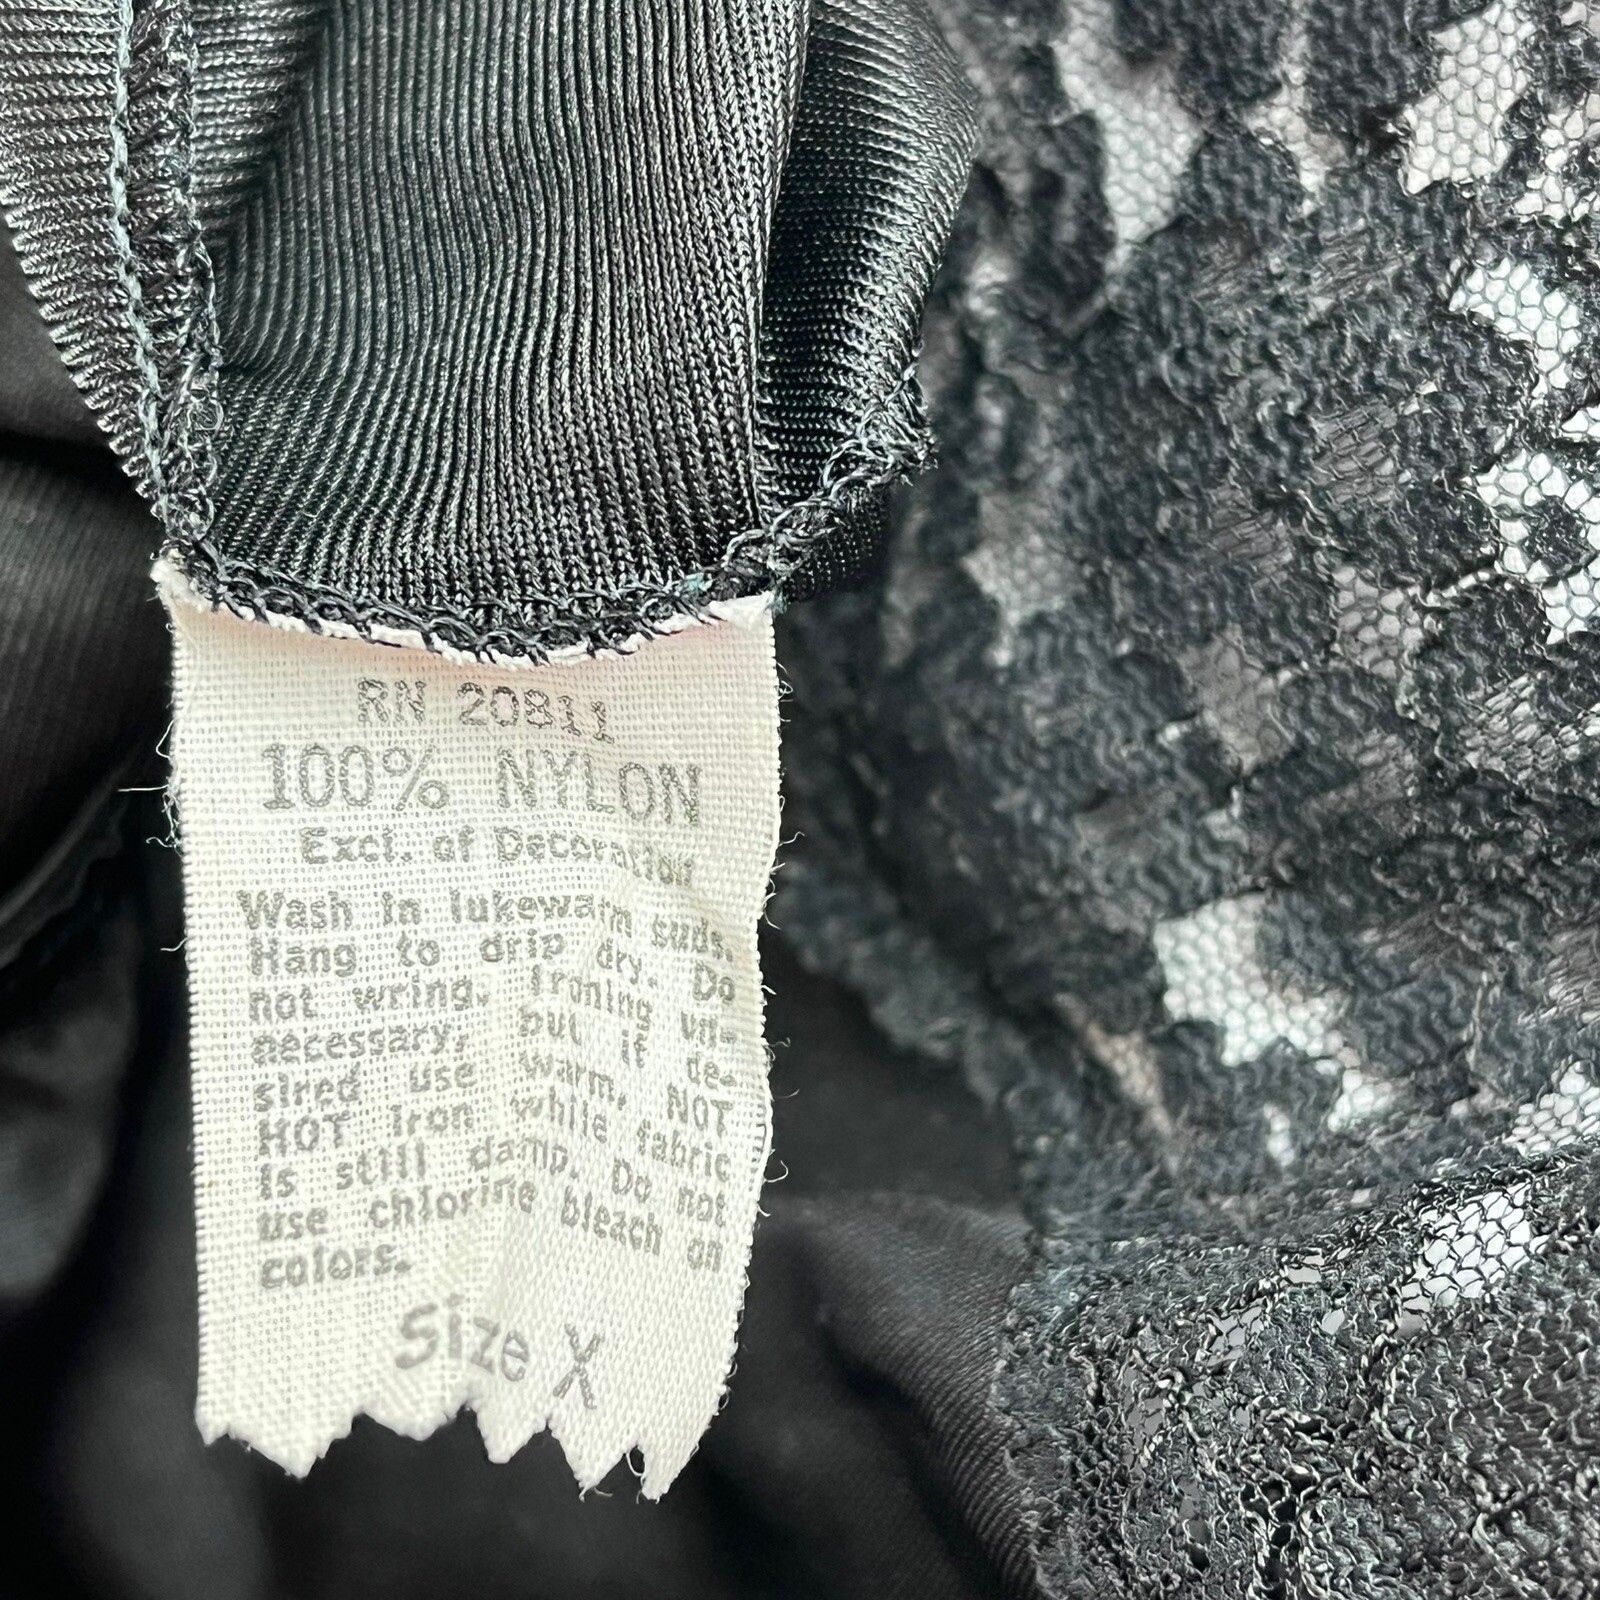 RN 20811
100% NYLON
Excl. of Decoration
Wash in lukewarm suds.
Hang to drip dry. Do
not wring. Ironing un-
necessary, but if de-
sired use warm, NOT
HOT iron while fabric
is still damp. Do not
use chlorine bleach on
colors.
Size X